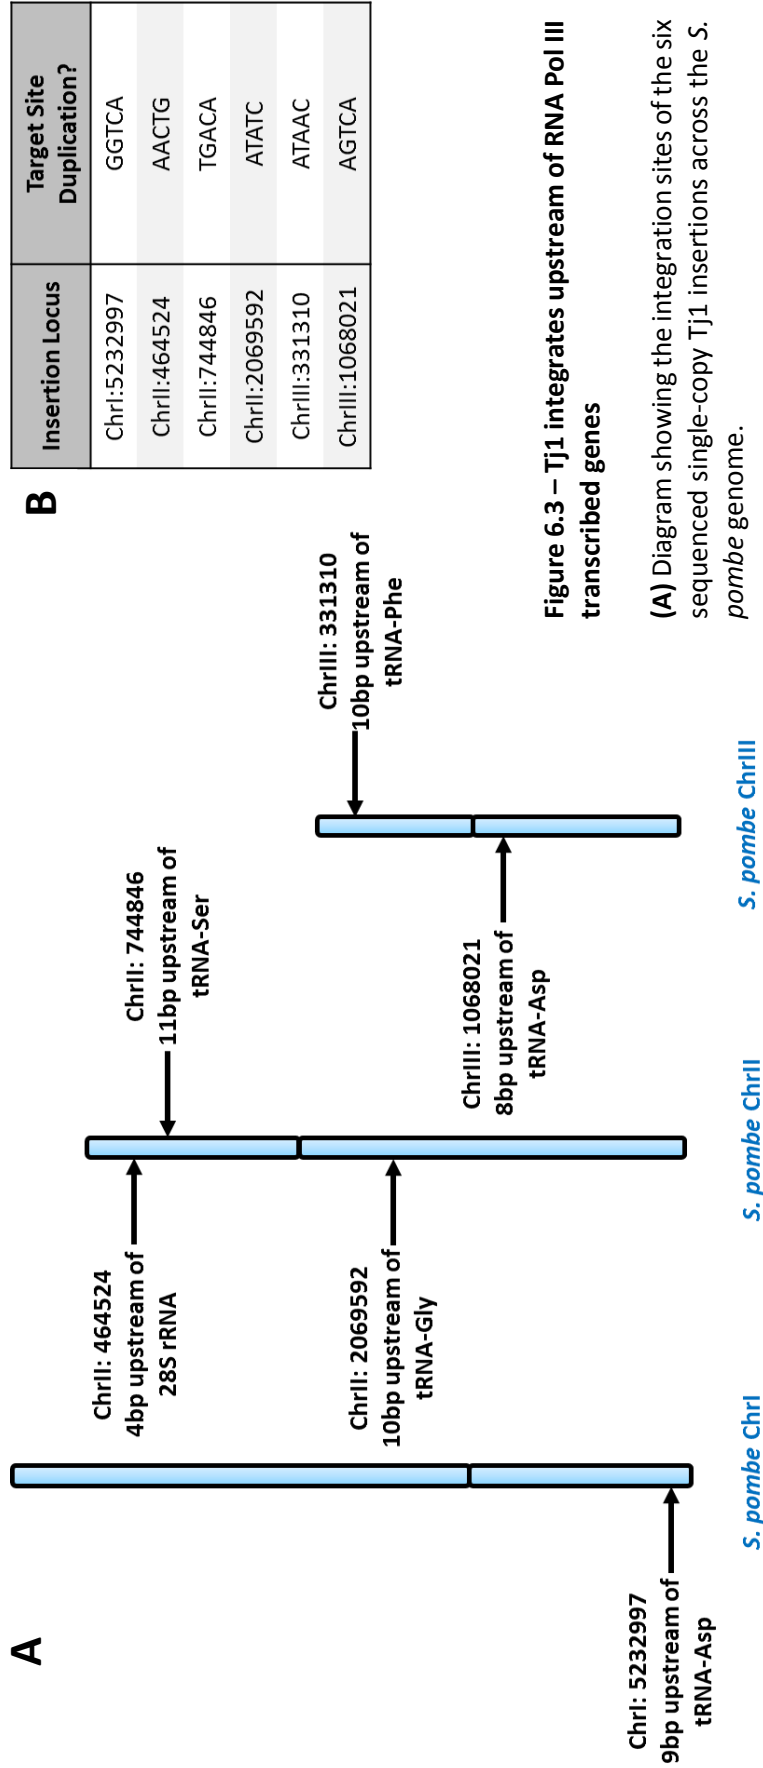 A
ChrI: 5232997
9bp upstream of
tRNA-Asp
S. pombe ChrI
ChrII: 464524
4bp upstream of
28S rRNA
ChrII: 2069592
10bp upstream of
tRNA-Gly
ChrII: 744846
11bp upstream of
tRNA-Ser
S. pombe ChrII
ChrIII: 1068021
8bp upstream of
tRNA-Asp
ChrIII: 331310
10bp upstream of
tRNA-Phe
S. pombe ChrIII
B
Insertion Locus Target Site Duplication?
ChrI:5232997 GGTCA
ChrII:464524 AACTG
ChrII:744846 TGACA
ChrII:2069592 ATATC
ChrIII:331310 ATAAC
ChrIII:1068021 AGTCA
Figure 6.3 – Tj1 integrates upstream of RNA Pol III
transcribed genes
(A) Diagram showing the integration sites of the six
sequenced single-copy Tj1 insertions across the S.
pombe genome.